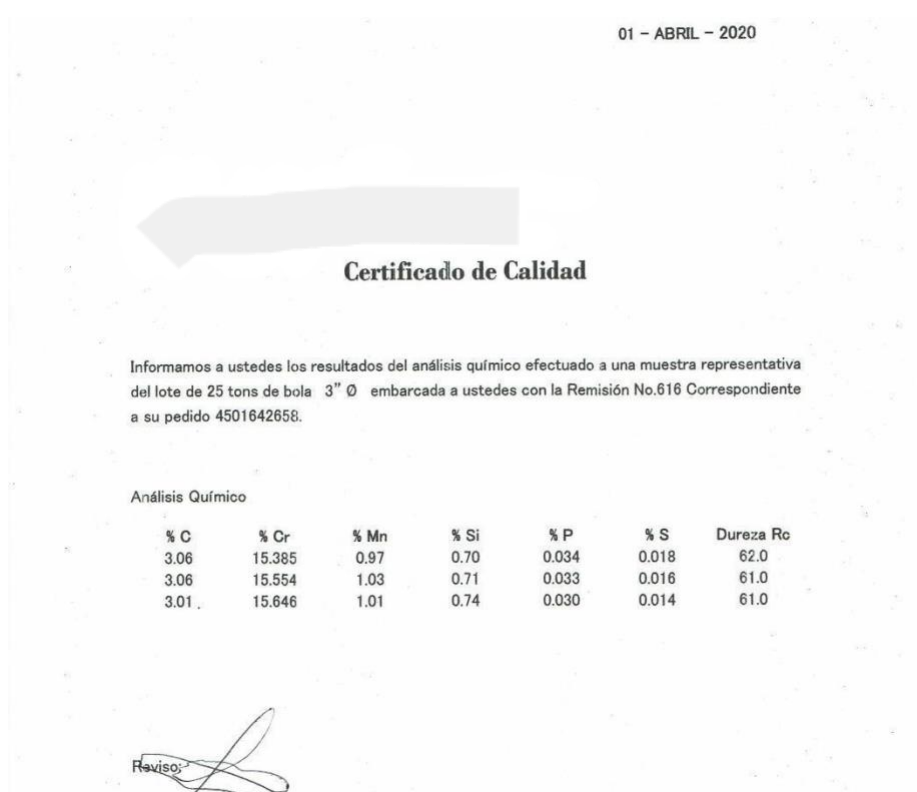 01 - ABRIL - 2020
Certificado de Calidad
Informamos a ustedes los resultados del análisis químico efectuado a una muestra representativa
del lote de 25 tons de bola 3” Ø embarcada a ustedes con la Remisión No.616 Correspondiente
a su pedido 4501642658.
Análisis Químico
% C % Cr % Mn % Si % P % S Dureza Rc
3.06 15.385 0.97 0.70 0.034 0.018 62.0
3.06 15.554 1.03 0.71 0.033 0.016 61.0
3.01 15.646 1.01 0.74 0.030 0.014 61.0
Reviso;